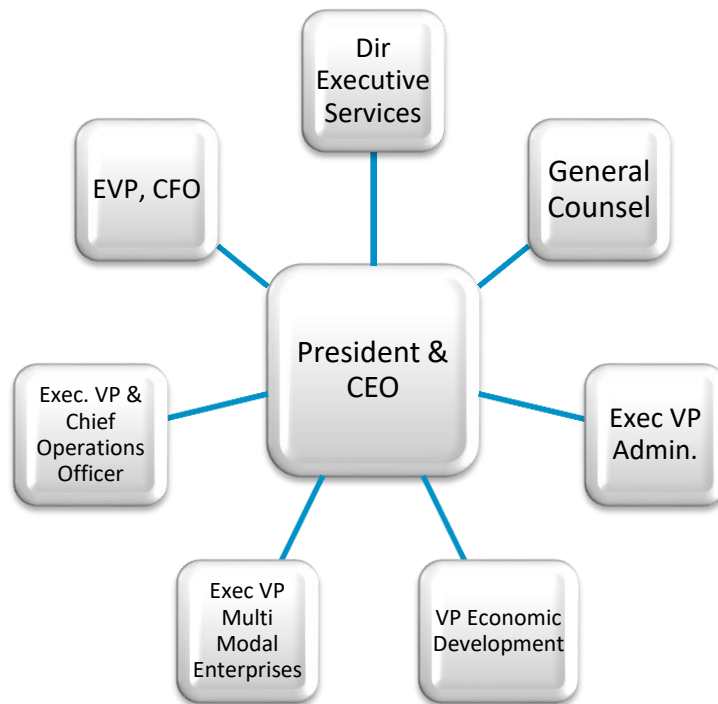 Dir
Executive
Services
EVP, CFO
General
Counsel
President &
CEO
Exec. VP &
Chief
Operations
Officer
Exec VP
Admin.
Exec VP
Multi
Modal
Enterprises
VP Economic
Development